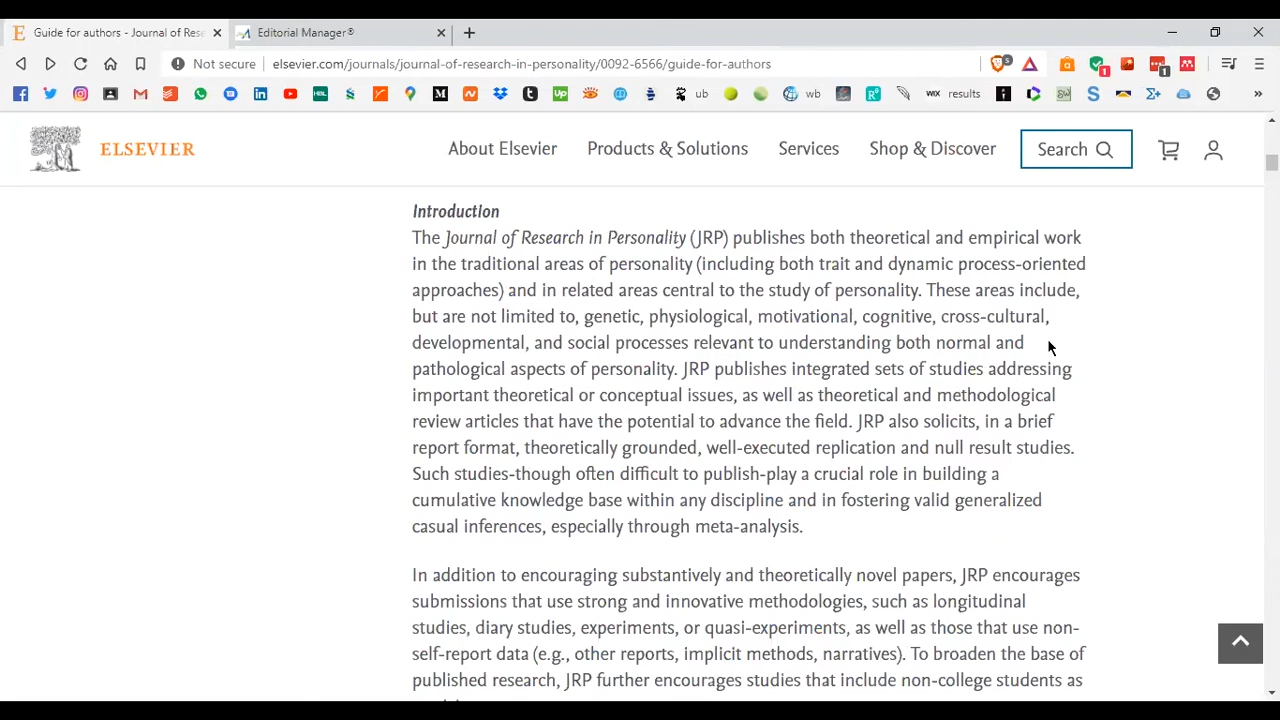 Guide for authors - Journal of Rese
Editorial Manager®
Not secure
elsevier.com/journals/journal-of-research-in-personality/0092-6566/guide-for-authors
ub
wb
WIX
results
ELSEVIER
About Elsevier
Products & Solutions
Services
Shop & Discover
Search
Introduction
The Journal of Research in Personality (JRP) publishes both theoretical and empirical work
in the traditional areas of personality (including both trait and dynamic process-oriented
approaches) and in related areas central to the study of personality. These areas include,
but are not limited to, genetic, physiological, motivational, cognitive, cross-cultural,
developmental, and social processes relevant to understanding both normal and
pathological aspects of personality. JRP publishes integrated sets of studies addressing
important theoretical or conceptual issues, as well as theoretical and methodological
review articles that have the potential to advance the field. JRP also solicits, in a brief
report format, theoretically grounded, well-executed replication and null result studies.
Such studies-though often difficult to publish-play a crucial role in building a
cumulative knowledge base within any discipline and in fostering valid generalized
casual inferences, especially through meta-analysis.
In addition to encouraging substantively and theoretically novel papers, JRP encourages
submissions that use strong and innovative methodologies, such as longitudinal
studies, diary studies, experiments, or quasi-experiments, as well as those that use non-
self-report data (e.g., other reports, implicit methods, narratives). To broaden the base of
published research, JRP further encourages studies that include non-college students as